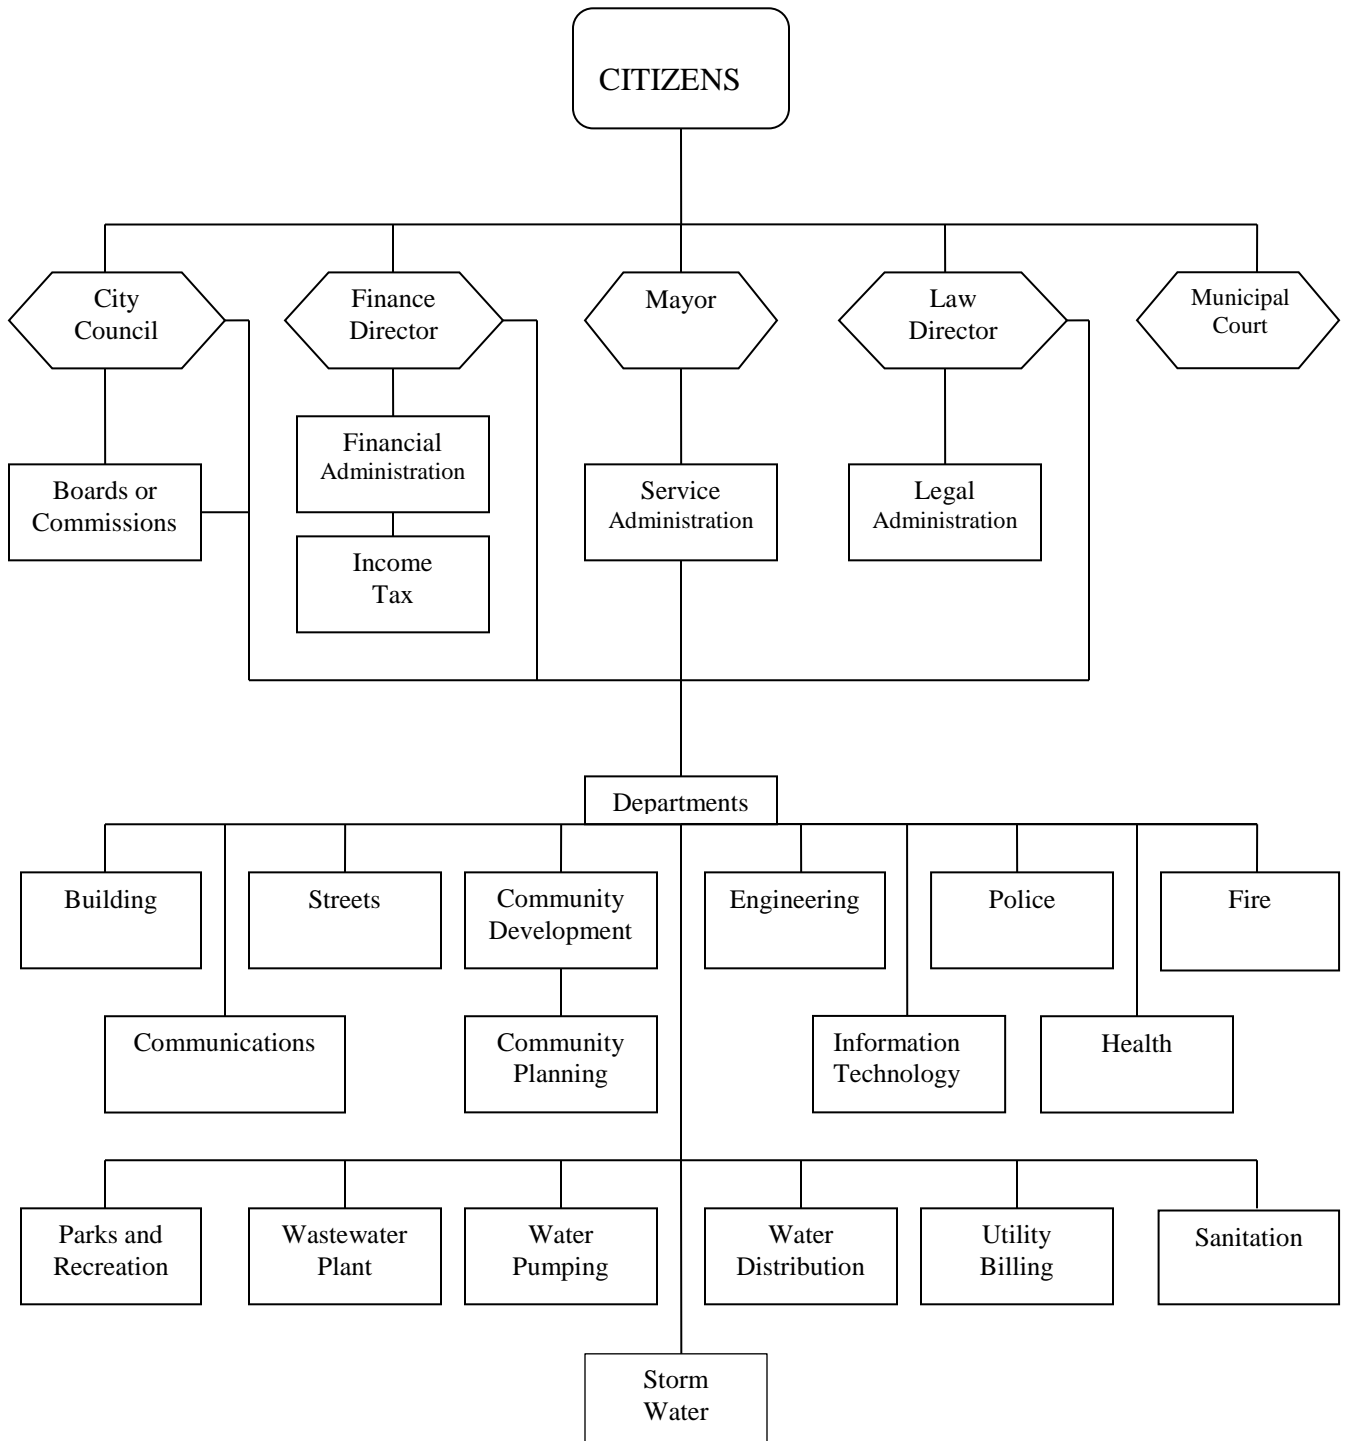 CITIZENS
City
Council
Finance
Director
Mayor
Law
Director
Municipal
Court
Financial
Administration
Boards or
Commissions
Service
Administration
Legal
Administration
Income
Tax
Departments
Building
Streets
Community
Development
Engineering
Police
Fire
Communications
Community
Planning
Information
Technology
Health
Parks and
Recreation
Wastewater
Plant
Water
Pumping
Water
Distribution
Utility
Billing
Sanitation
Storm
Water